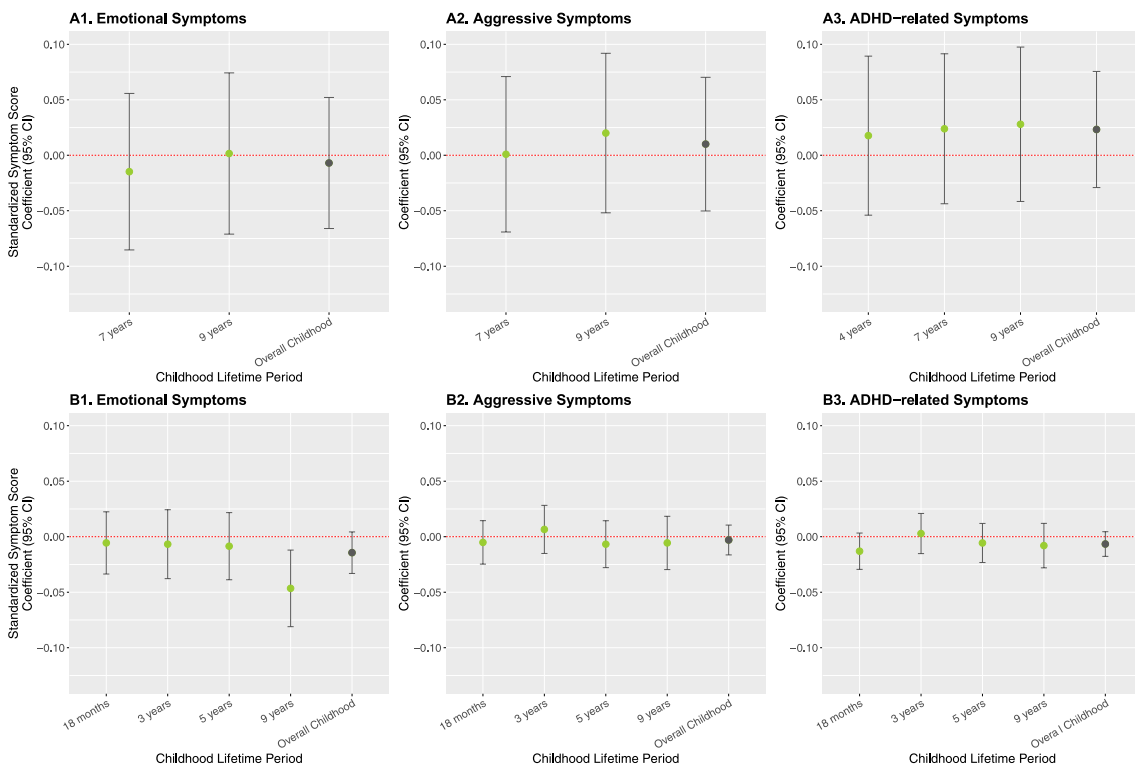 A1. Emotional Symptoms
Standardized Symptom Score
Coefficient (95% CI)
0.10
0.05
0.00
−0.05
−0.10
7 years
9 years
Overall Childhood
Childhood Lifetime Period
A2. Aggressive Symptoms
Coefficient (95% CI)
0.10
0.05
0.00
−0.05
−0.10
7 years
9 years
Overall Childhood
Childhood Lifetime Period
A3. ADHD−related Symptoms
Coefficient (95% CI)
0.10
0.05
0.00
−0.05
−0.10
4 years
7 years
9 years
Overall Childhood
Childhood Lifetime Period
B1. Emotional Symptoms
Standardized Symptom Score
Coefficient (95% CI)
0.10
0.05
0.00
−0.05
−0.10
18 months
3 years
5 years
9 years
Overall Childhood
Childhood Lifetime Period
B2. Aggressive Symptoms
Coefficient (95% CI)
0.10
0.05
0.00
−0.05
−0.10
18 months
3 years
5 years
9 years
Overall Childhood
Childhood Lifetime Period
B3. ADHD−related Symptoms
Coefficient (95% CI)
0.10
0.05
0.00
−0.05
−0.10
18 months
3 years
5 years
9 years
Overa l Childhood
Childhood Lifetime Period